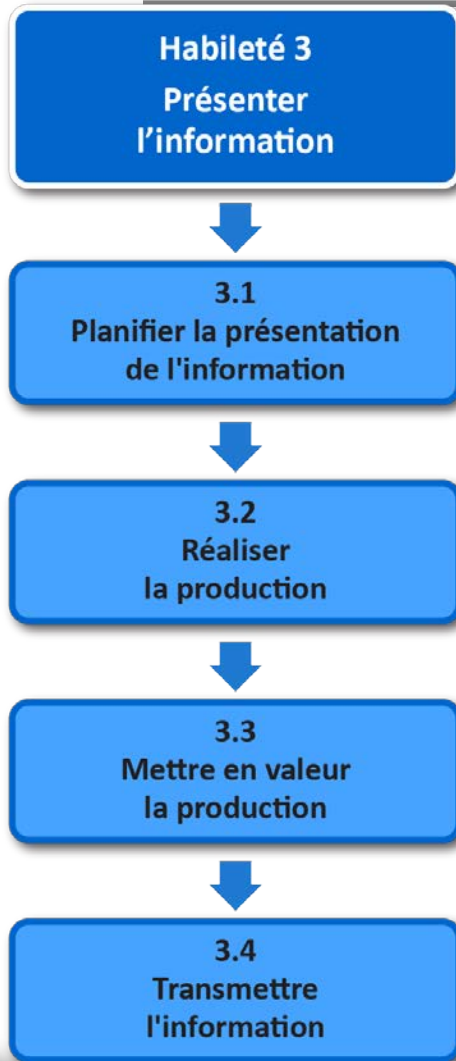 Habileté 3
Présenter
l’information
3.1
Planifier la présentation
de l'information
3.2
Réaliser
la production
3.3
Mettre en valeur
la production
3.4
Transmettre
l'information